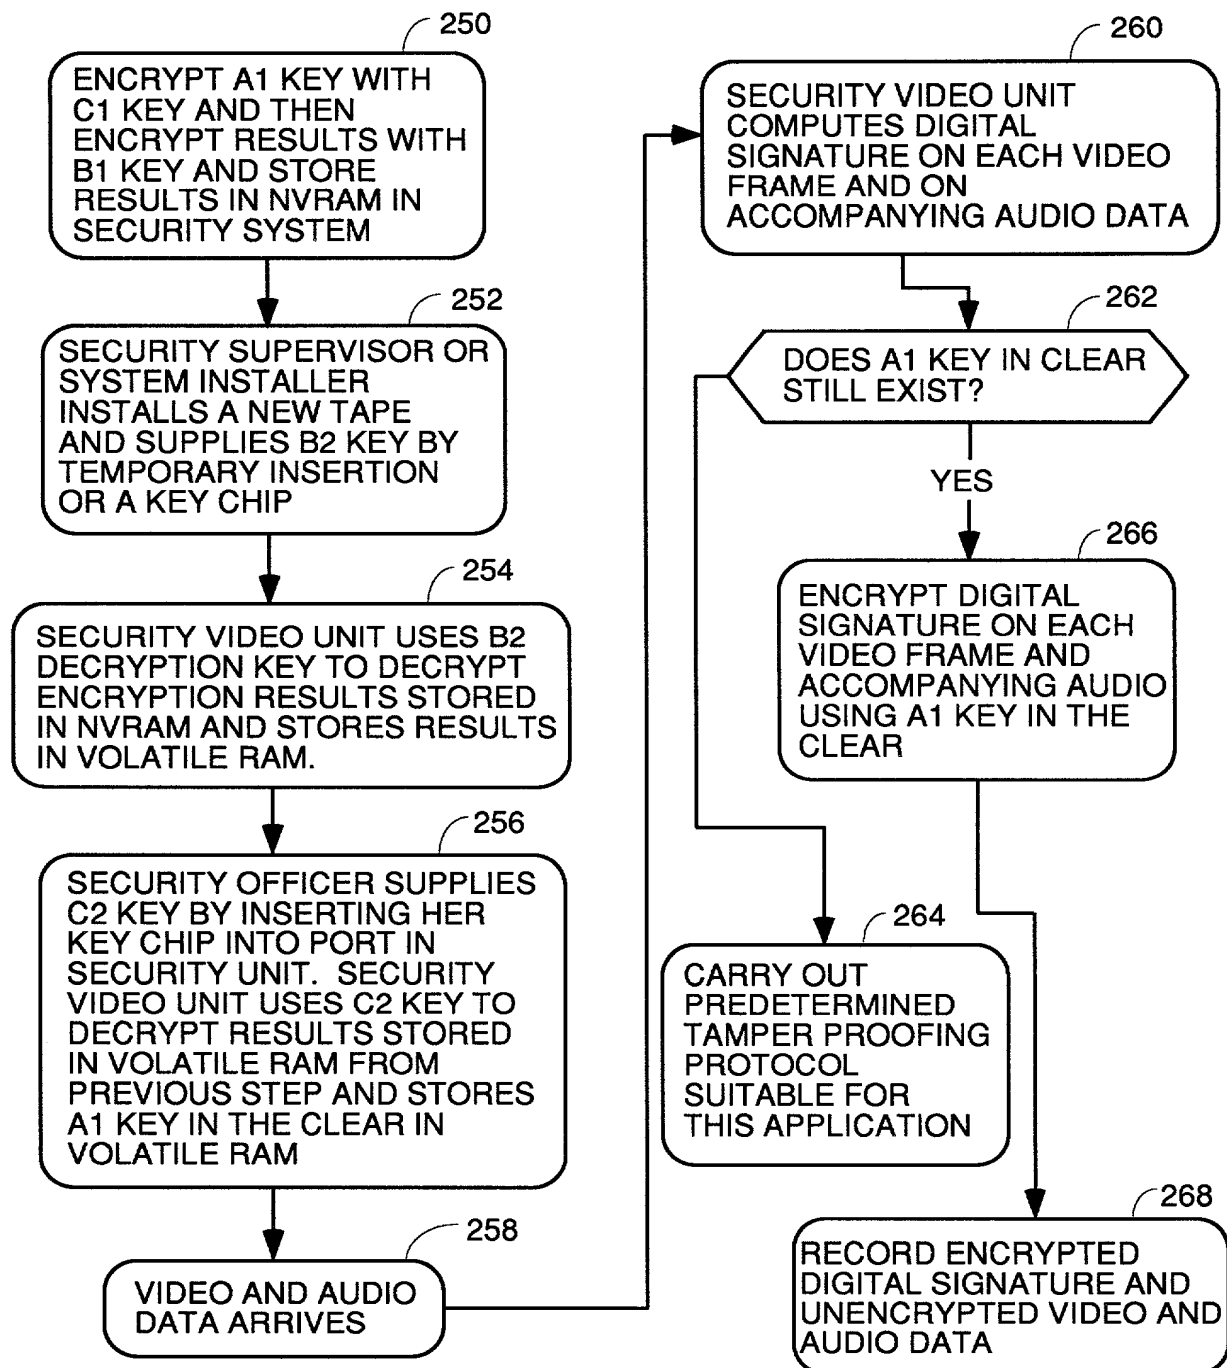 250
ENCRYPT A1 KEY WITH
C1 KEY AND THEN
ENCRYPT RESULTS WITH
B1 KEY AND STORE
RESULTS IN NVRAM IN
SECURITY SYSTEM
252
SECURITY SUPERVISOR OR
SYSTEM INSTALLER
INSTALLS A NEW TAPE
AND SUPPLIES B2 KEY BY
TEMPORARY INSERTION
OR A KEY CHIP
254
SECURITY VIDEO UNIT USES B2
DECRYPTION KEY TO DECRYPT
ENCRYPTION RESULTS STORED
IN NVRAM AND STORES RESULTS
IN VOLATILE RAM.
256
SECURITY OFFICER SUPPLIES
C2 KEY BY INSERTING HER
KEY CHIP INTO PORT IN
SECURITY UNIT. SECURITY
VIDEO UNIT USES C2 KEY TO
DECRYPT RESULTS STORED
IN VOLATILE RAM FROM
PREVIOUS STEP AND STORES
A1 KEY IN THE CLEAR IN
VOLATILE RAM
258
VIDEO AND AUDIO
DATA ARRIVES
260
SECURITY VIDEO UNIT
COMPUTES DIGITAL
SIGNATURE ON EACH VIDEO
FRAME AND ON
ACCOMPANYING AUDIO DATA
262
DOES A1 KEY IN CLEAR
STILL EXIST?
YES
266
ENCRYPT DIGITAL
SIGNATURE ON EACH
VIDEO FRAME AND
ACCOMPANYING AUDIO
USING A1 KEY IN THE
CLEAR
264
CARRY OUT
PREDETERMINED
TAMPER PROOFING
PROTOCOL
SUITABLE FOR
THIS APPLICATION
268
RECORD ENCRYPTED
DIGITAL SIGNATURE AND
UNENCRYPTED VIDEO AND
AUDIO DATA